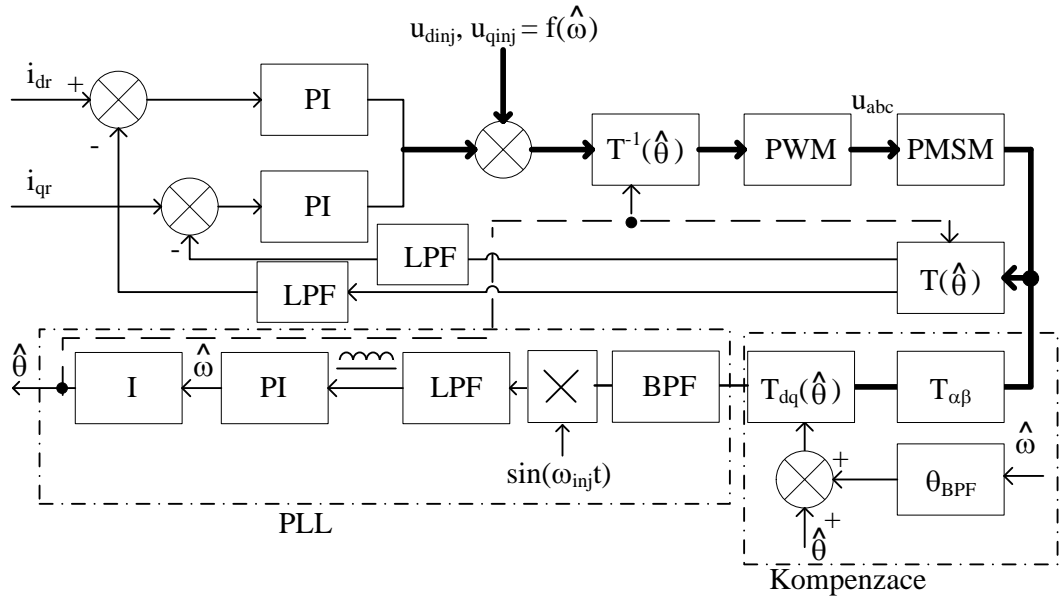 u_dinj, u_qinj = f(ω̂)
i_dr
+
-
PI
i_qr
-
PI
T⁻¹(θ̂)
PWM
u_abc
PMSM
LPF
LPF
T(θ̂)
θ̂
I
ω̂
PI
LPF
×
BPF
sin(ω_inj t)
PLL
T_dq(θ̂)
T_αβ
+
+
θ̂
θ_BPF
ω̂
Kompenzace